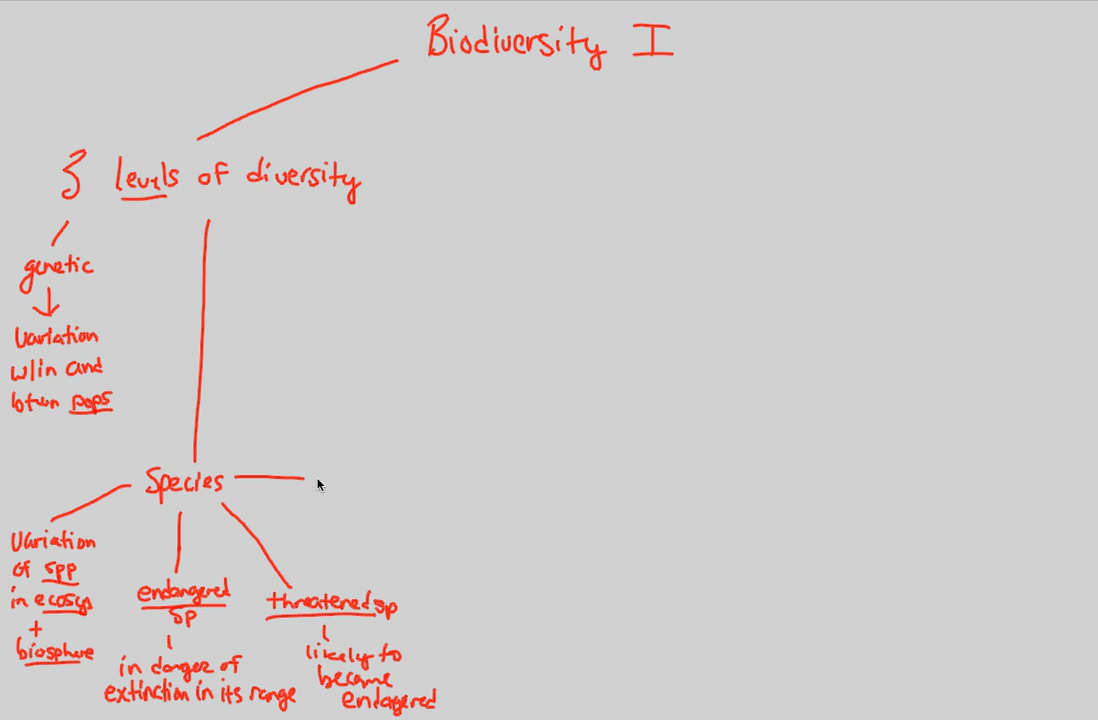 Biodiversity I
3 levels of diversity
genetic
Variation
w/in and
btwn pops
Species
Variation
of spp
in ecosys
+
biosphere
endangered
sp
in danger of
extinction in its range
threatened sp
likely to
become
endagered